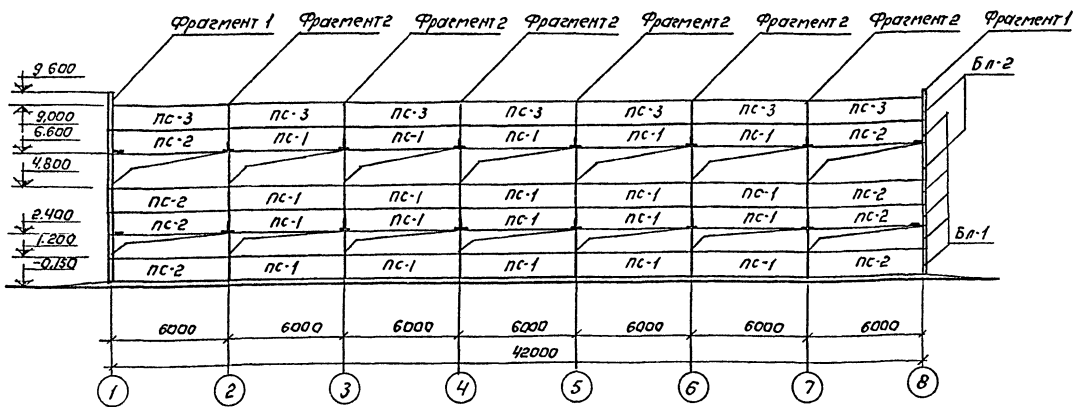 Фрагмент 1 Фрагмент 2 Фрагмент 2 Фрагмент 2 Фрагмент 2 Фрагмент 2 Фрагмент 2 Фрагмент 1
Бл-2
9 600
9,000
ПС-3 ПС-3 ПС-3 ПС-3 ПС-3 ПС-3 ПС-3
6.600
ПС-2 ПС-1 ПС-1 ПС-1 ПС-1 ПС-1 ПС-2
4.800
ПС-2 ПС-1 ПС-1 ПС-1 ПС-1 ПС-1 ПС-2
2.400
ПС-2 ПС-1 ПС-1 ПС-1 ПС-1 ПС-1 ПС-2
1.200
Бл-1
-0,150
ПС-2 ПС-1 ПС-1 ПС-1 ПС-1 ПС-1 ПС-2
6000 6000 6000 6000 6000 6000 6000
42000
1 2 3 4 5 6 7 8